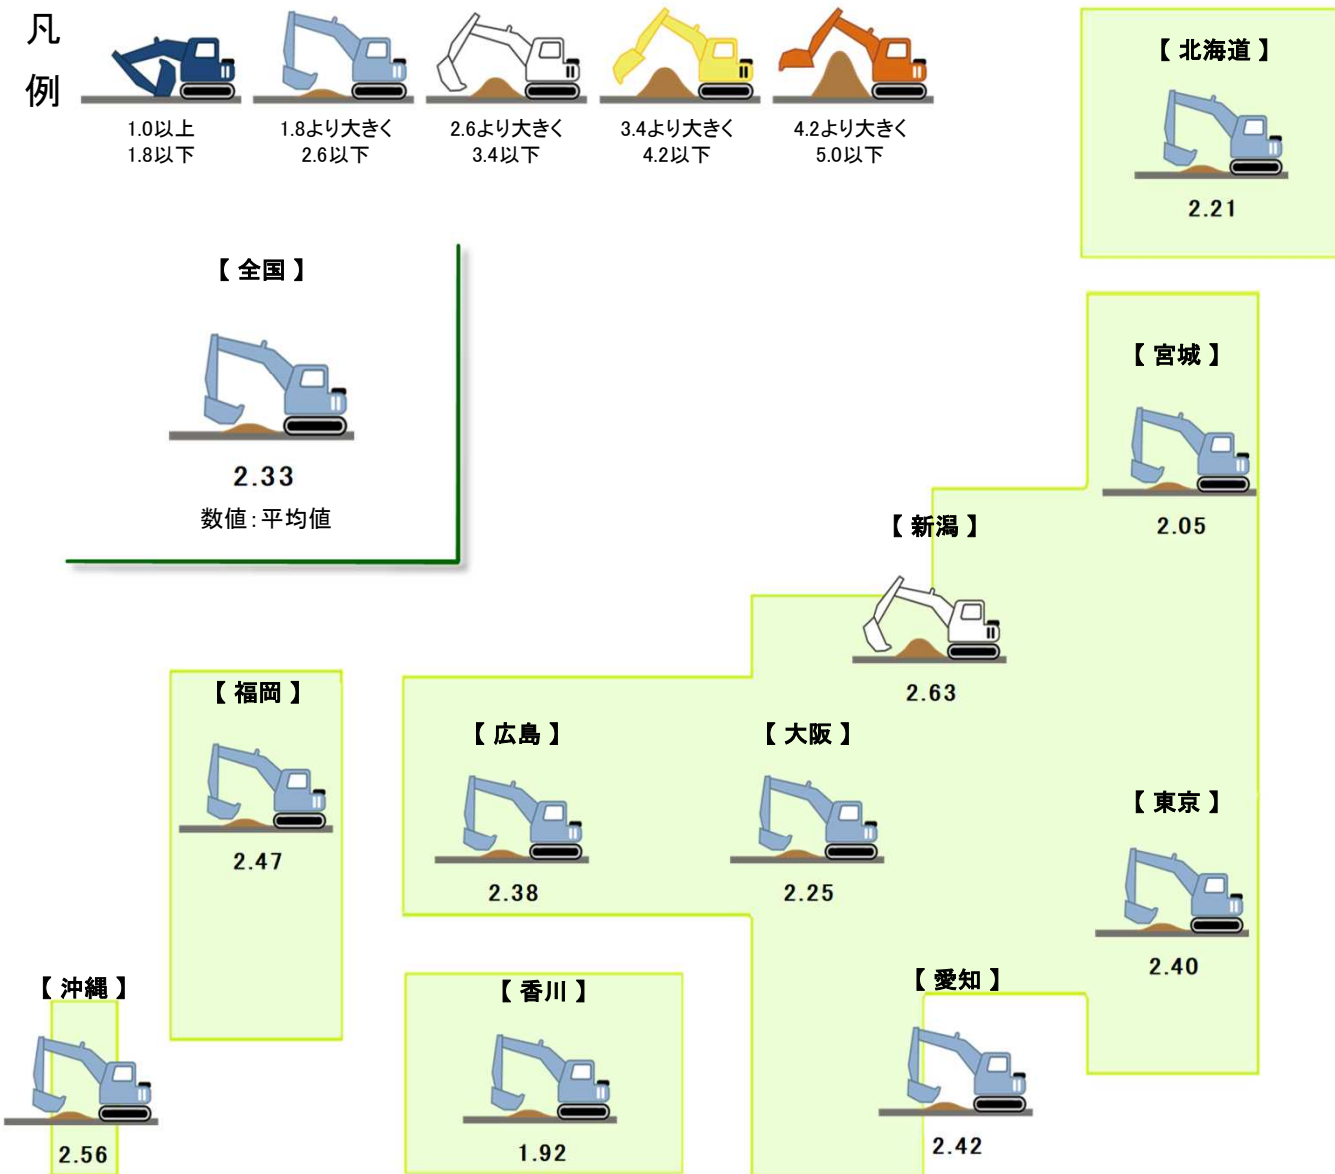 凡
例
1.0以上
1.8以下
1.8より大きく
2.6以下
2.6より大きく
3.4以下
3.4より大きく
4.2以下
4.2より大きく
5.0以下
【 北海道 】
2.21
【 全国 】
2.33
数値：平均値
【 宮城 】
2.05
【 新潟 】
2.63
【 福岡 】
2.47
【 広島 】
2.38
【 大阪 】
2.25
【 東京 】
2.40
【 沖縄 】
2.56
【 香川 】
1.92
【 愛知 】
2.42